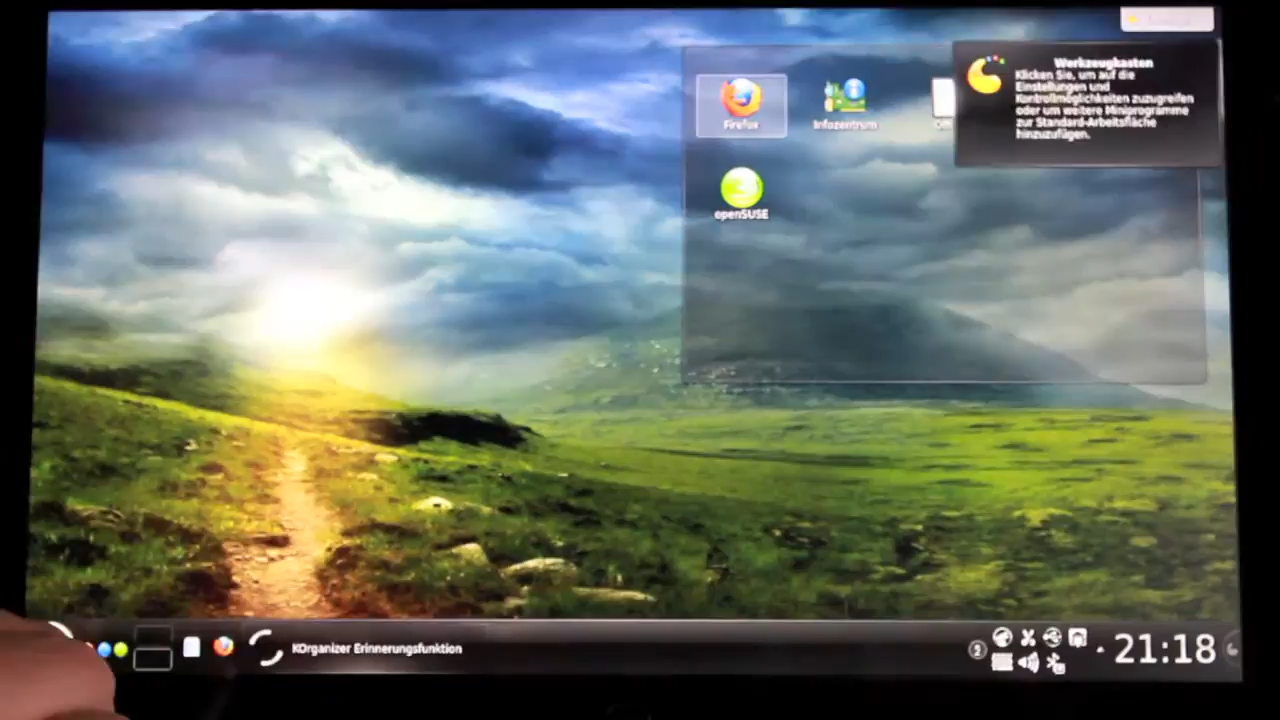 Werkzeugkasten
Klicken Sie, um auf die
Einstellungen und
Kontrollmöglichkeiten zuzugreifen
oder um weitere Miniprogramme
zur Standard-Arbeitsfläche
hinzuzufügen.
Firefox
Infozentrum
openSUSE
KOrganizer Erinnerungsfunktion
2
21:18